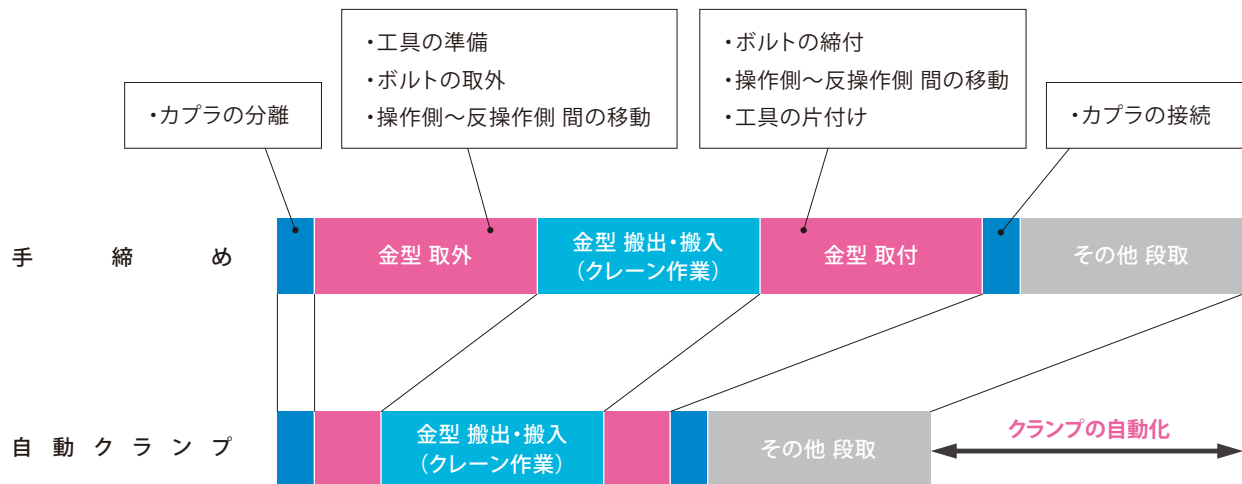 ・カプラの分離
・工具の準備
・ボルトの取外
・操作側～反操作側 間の移動
・ボルトの締付
・操作側～反操作側 間の移動
・工具の片付け
・カプラの接続
手締め
金型 取外
金型 搬出・搬入
（クレーン作業）
金型 取付
その他 段取
自動クランプ
金型 搬出・搬入
（クレーン作業）
その他 段取
クランプの自動化